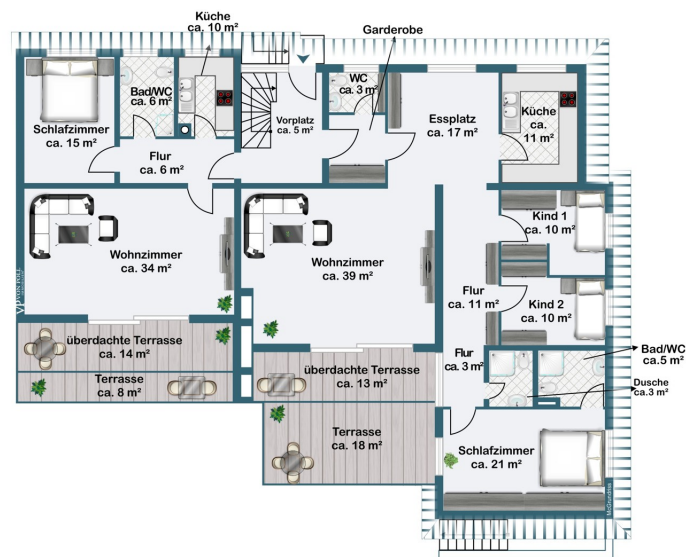 Küche
ca. 10 m²
Garderobe
Bad/WC
ca. 6 m²
WC
ca. 3 m²
Schlafzimmer
ca. 15 m²
Vorplatz
ca. 5 m²
Essplatz
ca. 17 m²
Küche
ca.
11 m²
Flur
ca. 6 m²
Kind 1
ca. 10 m²
Wohnzimmer
ca. 34 m²
Wohnzimmer
ca. 39 m²
Flur
ca. 11 m²
Kind 2
ca. 10 m²
VON POLL
überdachte Terrasse
ca. 14 m²
Terrasse
ca. 8 m²
überdachte Terrasse
ca. 13 m²
Flur
ca. 3 m²
Bad/WC
ca.5 m²
Dusche
ca.3 m²
Terrasse
ca. 18 m²
Schlafzimmer
ca. 21 m²
McGrundriss